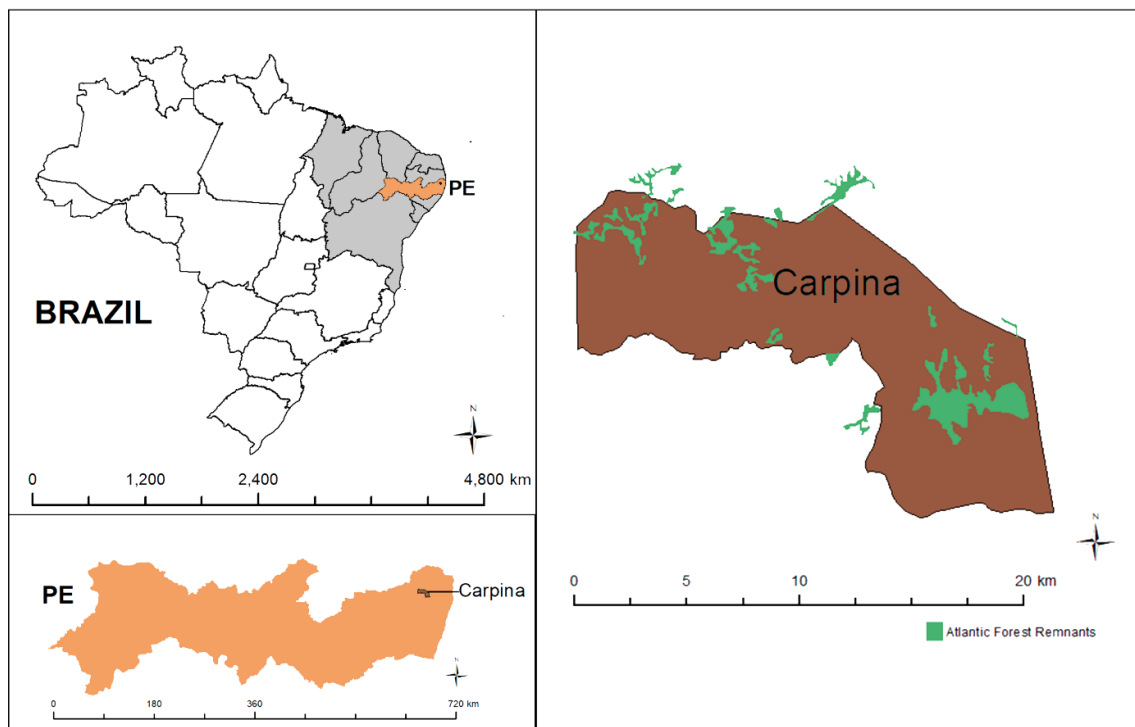 PE
BRAZIL
N
0 1,200 2,400 4,800 km
PE
Carpina
N
0 180 360 720 km
Carpina
N
0 5 10 20 km
Atlantic Forest Remnants